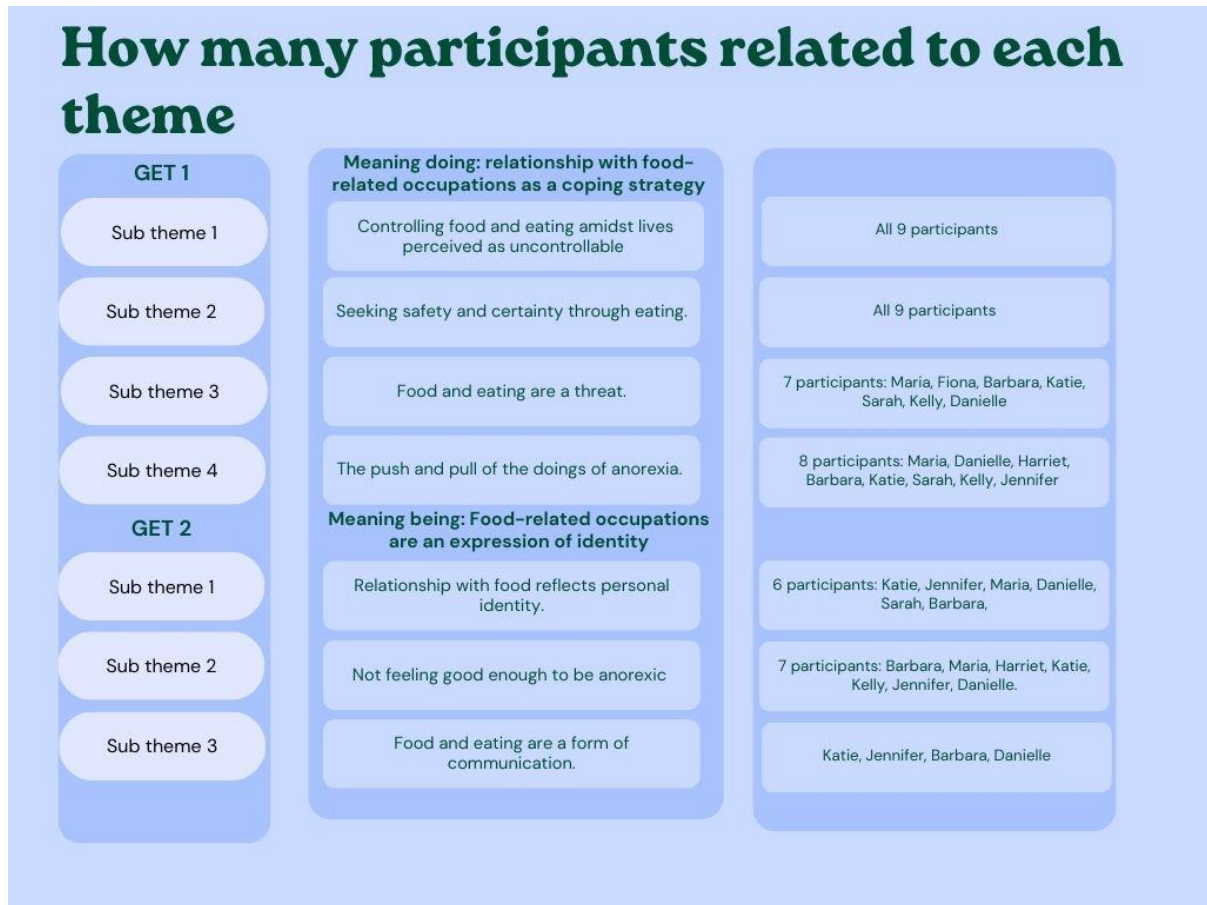 How many participants related to each
theme
GET 1
Meaning doing: relationship with food-
related occupations as a coping strategy
Sub theme 1
Controlling food and eating amidst lives
perceived as uncontrollable
All 9 participants
Sub theme 2
Seeking safety and certainty through eating.
All 9 participants
Sub theme 3
Food and eating are a threat.
7 participants: Maria, Fiona, Barbara, Katie,
Sarah, Kelly, Danielle
Sub theme 4
The push and pull of the doings of anorexia.
8 participants: Maria, Danielle, Harriet,
Barbara, Katie, Sarah, Kelly, Jennifer
GET 2
Meaning being: Food-related occupations
are an expression of identity
Sub theme 1
Relationship with food reflects personal
identity.
6 participants: Katie, Jennifer, Maria, Danielle,
Sarah, Barbara,
Sub theme 2
Not feeling good enough to be anorexic
7 participants: Barbara, Maria, Harriet, Katie,
Kelly, Jennifer, Danielle.
Sub theme 3
Food and eating are a form of
communication.
Katie, Jennifer, Barbara, Danielle